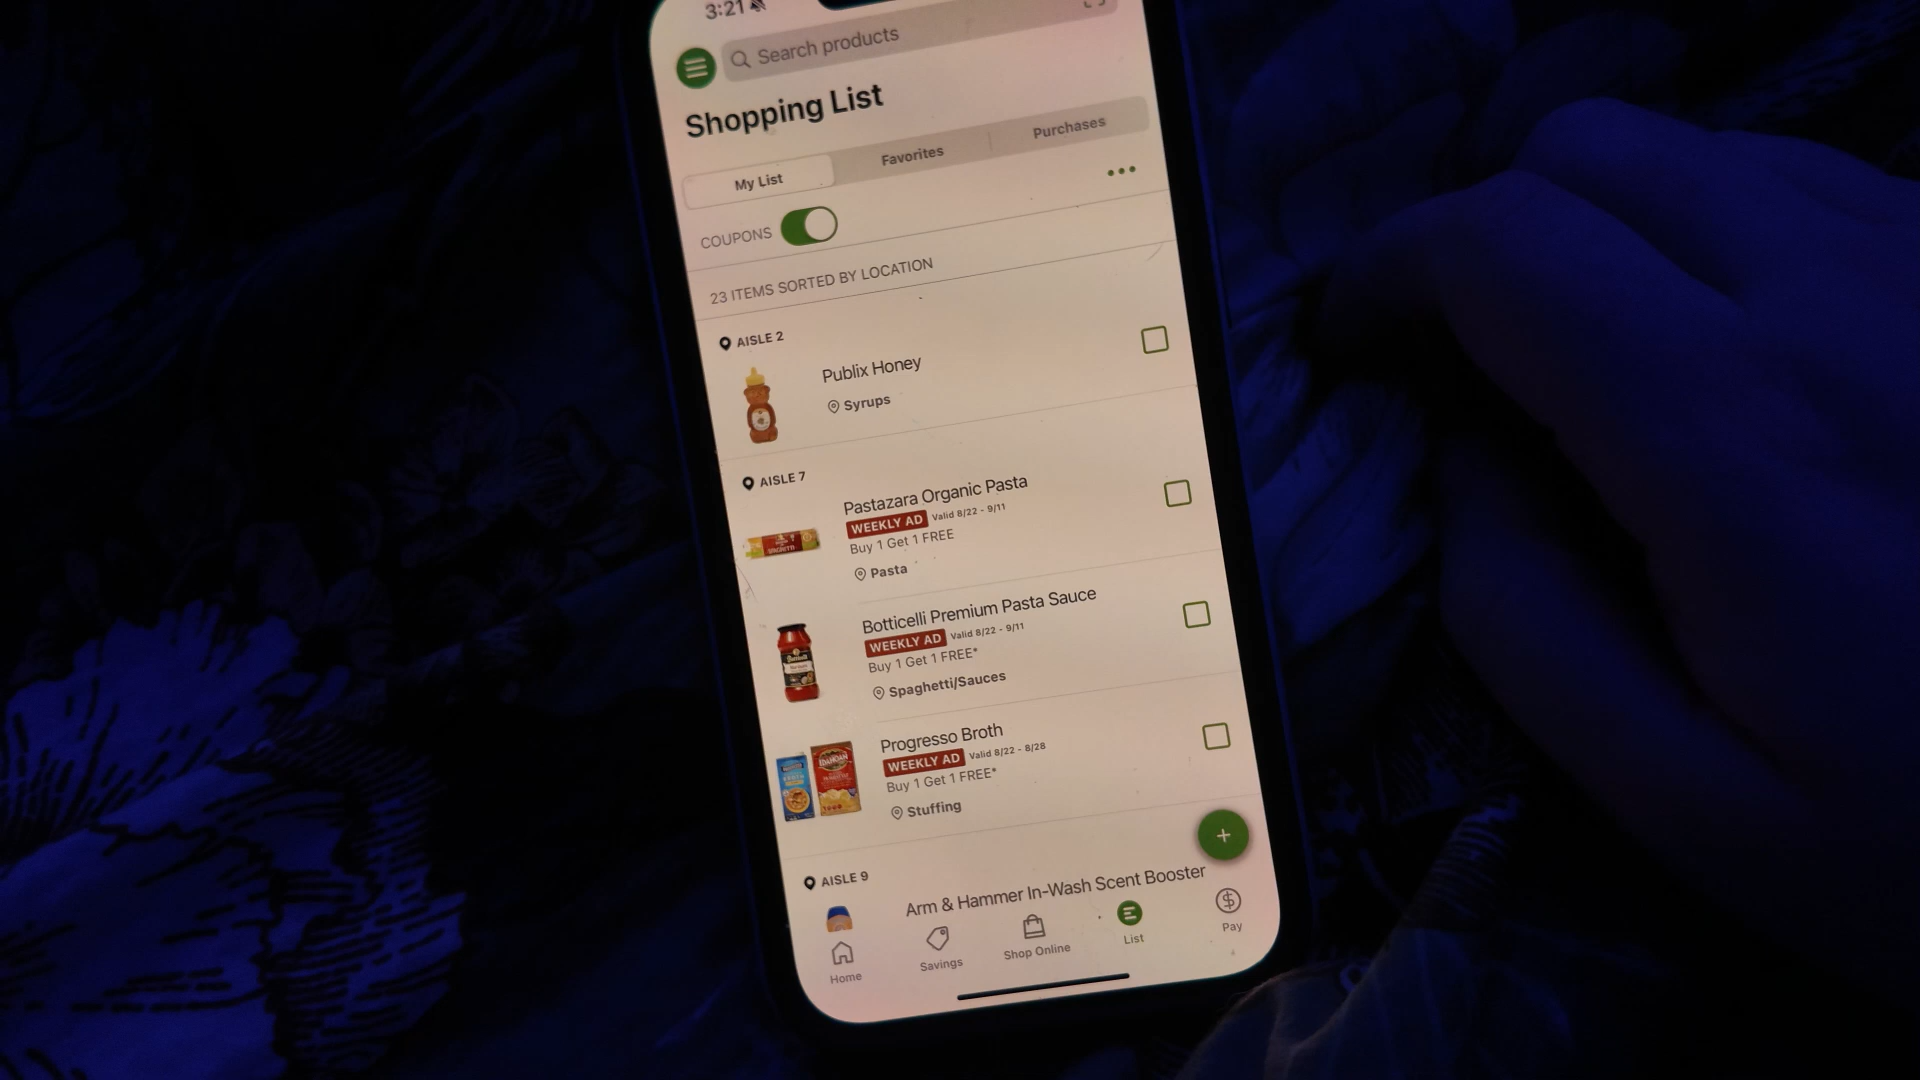 3:21
Search products
Shopping List
My List
Favorites
Purchases
COUPONS
23 ITEMS SORTED BY LOCATION
AISLE 2
Publix Honey
Syrups
AISLE 7
Pastazara Organic Pasta
WEEKLY AD Valid 8/22 - 9/11
Buy 1 Get 1 FREE
Pasta
Botticelli Premium Pasta Sauce
WEEKLY AD Valid 8/22 - 9/11
Buy 1 Get 1 FREE*
Spaghetti/Sauces
Progresso Broth
WEEKLY AD Valid 8/22 - 8/28
Buy 1 Get 1 FREE*
Stuffing
AISLE 9
Arm & Hammer In-Wash Scent Booster
Home
Savings
Shop Online
List
Pay